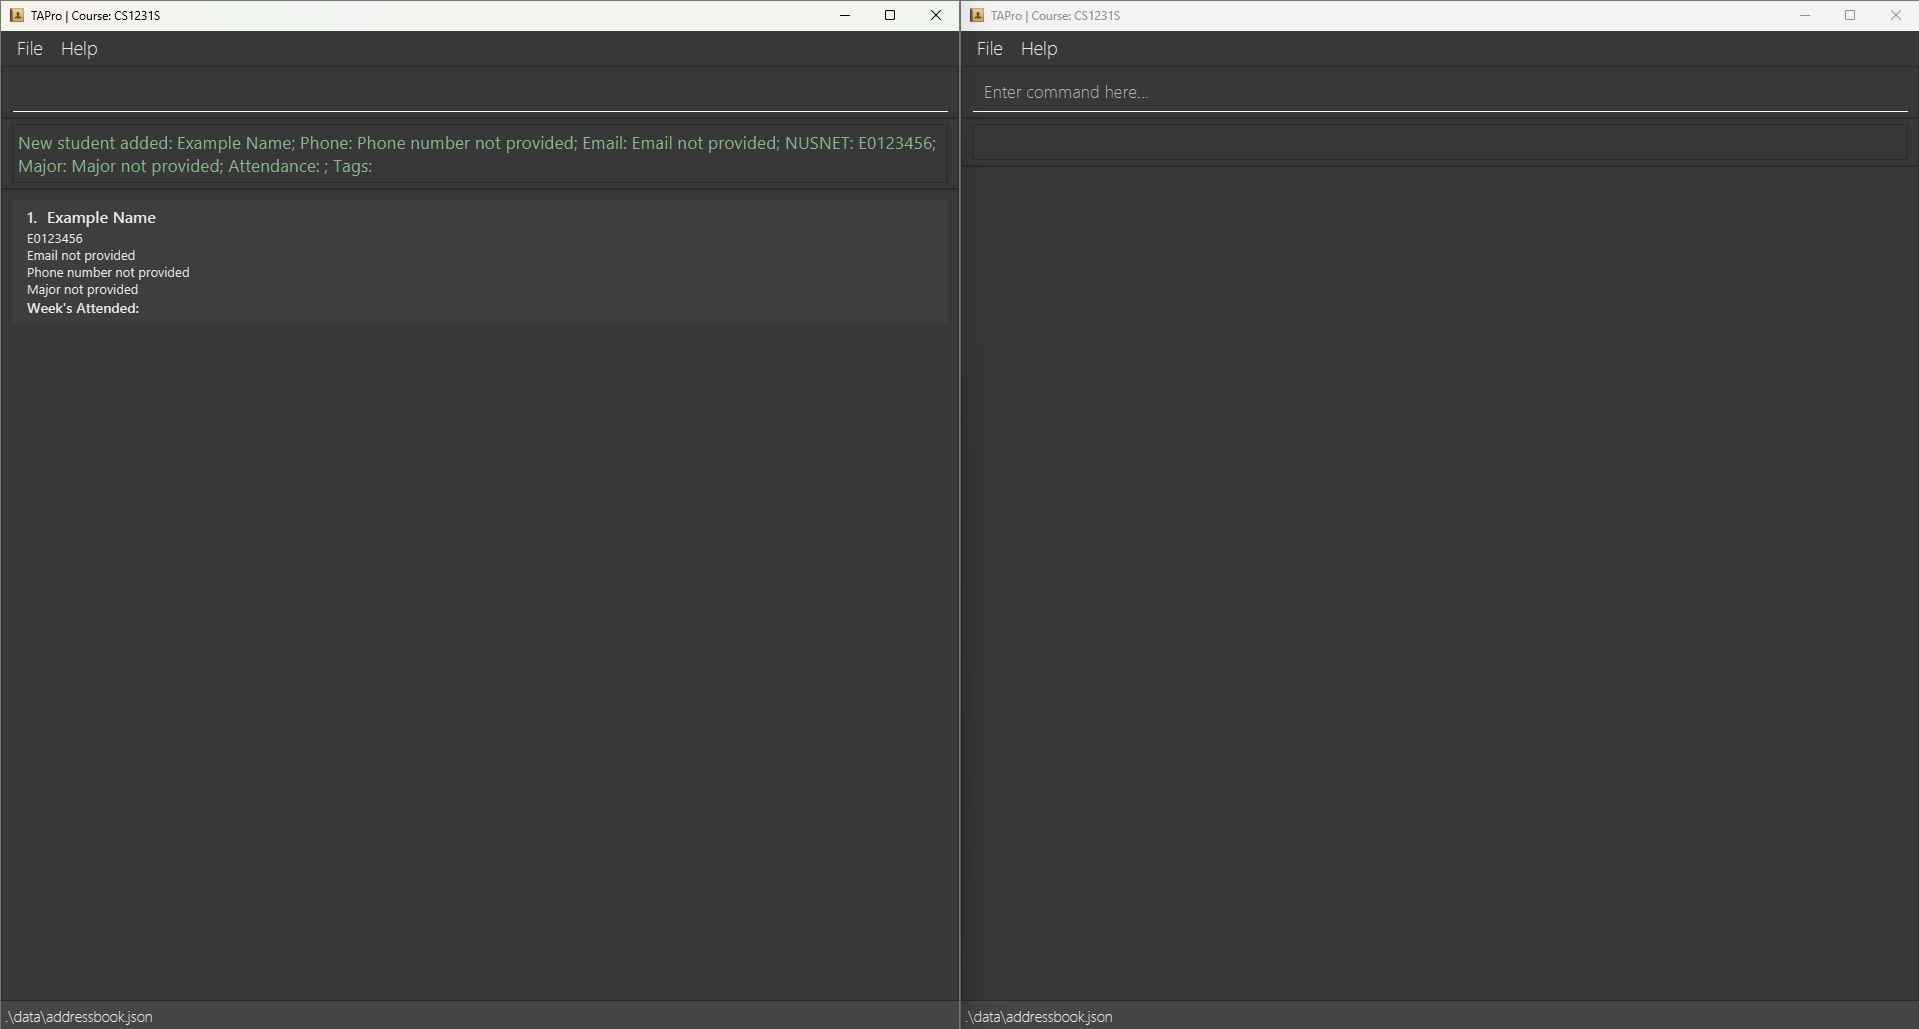 TAPro | Course: CS1231S
File Help
New student added: Example Name; Phone: Phone number not provided; Email: Email not provided; NUSNET: E0123456;
Major: Major not provided; Attendance: ; Tags:
1. Example Name
E0123456
Email not provided
Phone number not provided
Major not provided
Week's Attended:
.\data\addressbook.json
TAPro | Course: CS1231S
File Help
Enter command here...
.\data\addressbook.json